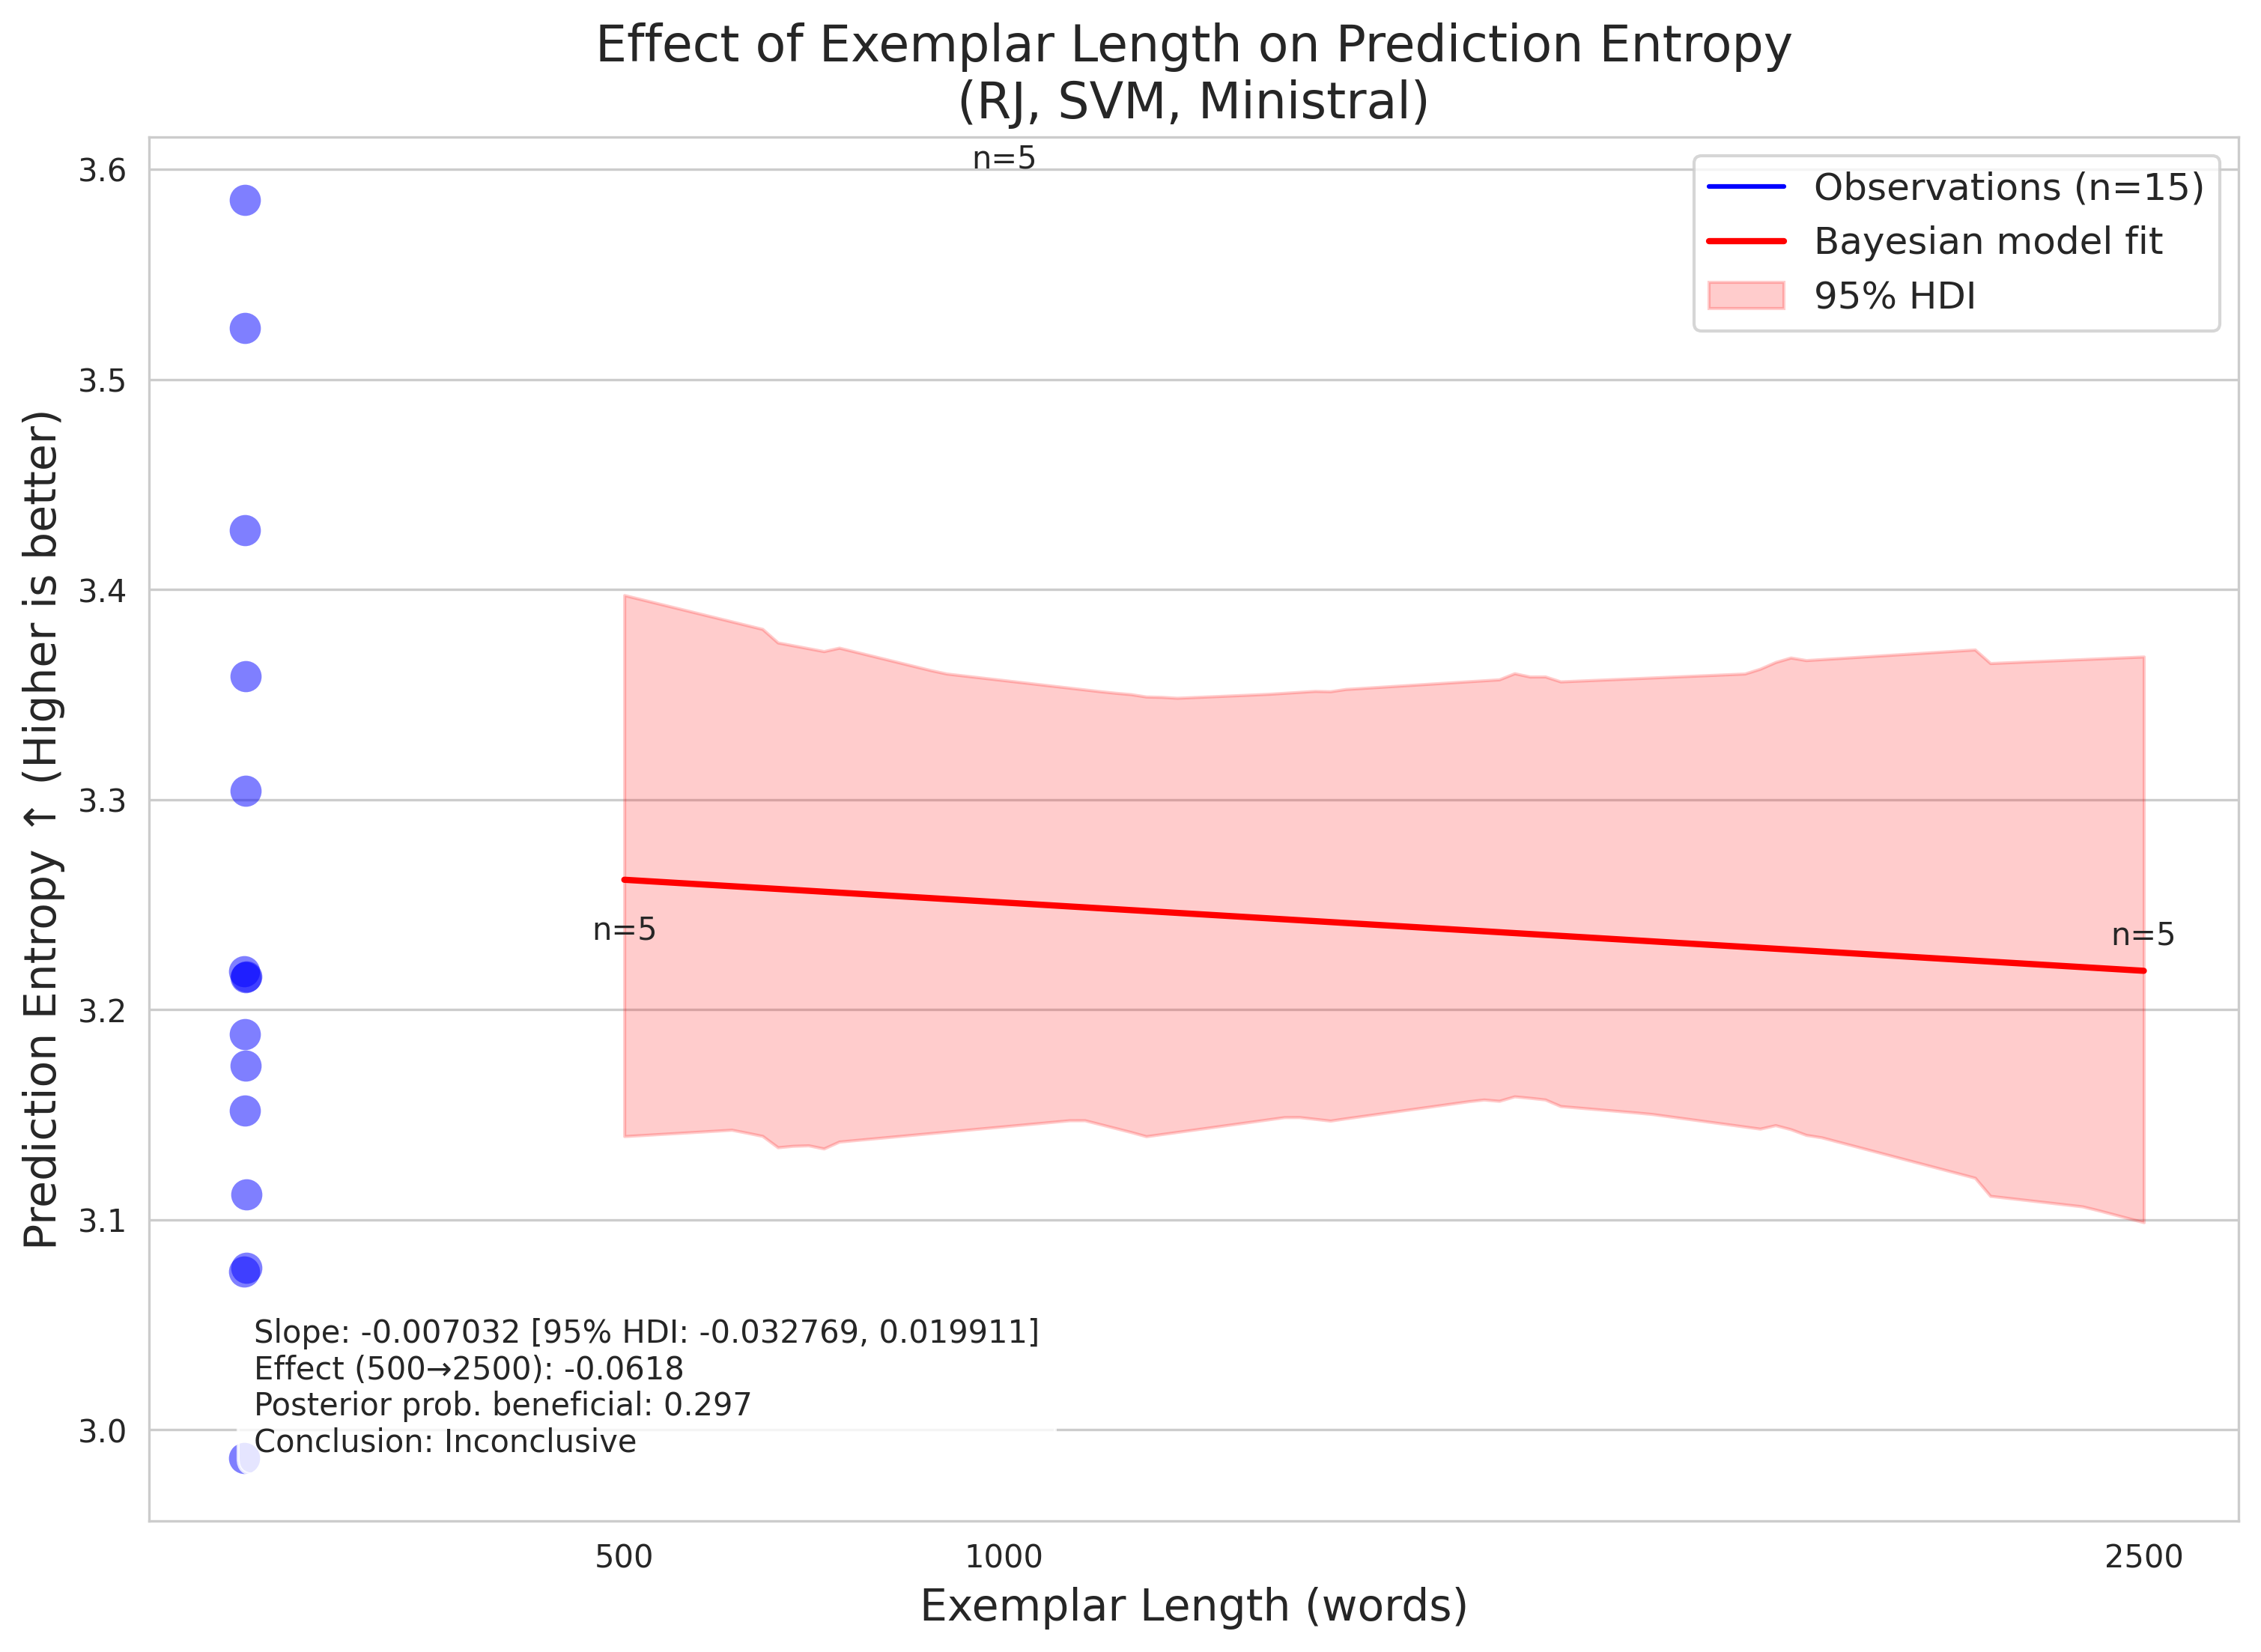 Effect of Exemplar Length on Prediction Entropy
(RJ, SVM, Ministral)
n=5
Observations (n=15)
Bayesian model fit
95% HDI
Prediction Entropy ↑ (Higher is better)
3.6
3.5
3.4
3.3
3.2
3.1
3.0
n=5
n=5
Slope: -0.007032 [95% HDI: -0.032769, 0.019911]
Effect (500→2500): -0.0618
Posterior prob. beneficial: 0.297
Conclusion: Inconclusive
500
1000
2500
Exemplar Length (words)